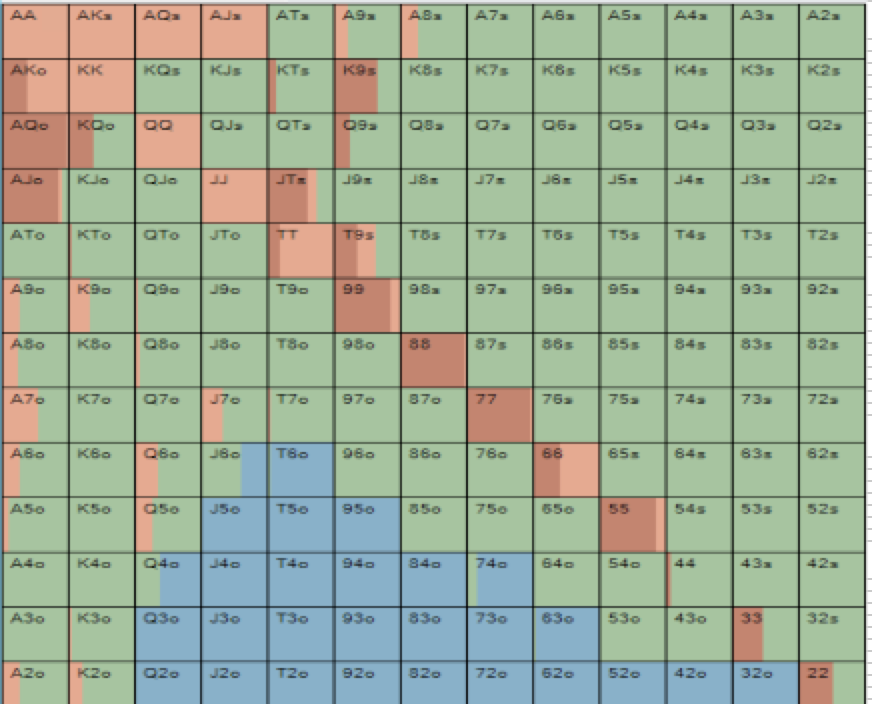 AA AKs AQs AJs ATs A9s A8s A7s A6s A5s A4s A3s A2s
AKo KK KQs KJs KTs K9s K8s K7s K6s K5s K4s K3s K2s
AQo KQo QQ QJs QTs Q9s Q8s Q7s Q6s Q5s Q4s Q3s Q2s
AJo KJo QJo JJ JTs J9s J8s J7s J6s J5s J4s J3s J2s
ATo KTo QTo JTo TT T9s T8s T7s T6s T5s T4s T3s T2s
A9o K9o Q9o J9o T9o 99 98s 97s 96s 95s 94s 93s 92s
A8o K8o Q8o J8o T8o 98o 88 87s 86s 85s 84s 83s 82s
A7o K7o Q7o J7o T7o 97o 87o 77 76s 75s 74s 73s 72s
A6o K6o Q6o J6o T6o 96o 86o 76o 66 65s 64s 63s 62s
A5o K5o Q5o J5o T5o 95o 85o 75o 65o 55 54s 53s 52s
A4o K4o Q4o J4o T4o 94o 84o 74o 64o 54o 44 43s 42s
A3o K3o Q3o J3o T3o 93o 83o 73o 63o 53o 43o 33 32s
A2o K2o Q2o J2o T2o 92o 82o 72o 62o 52o 42o 32o 22